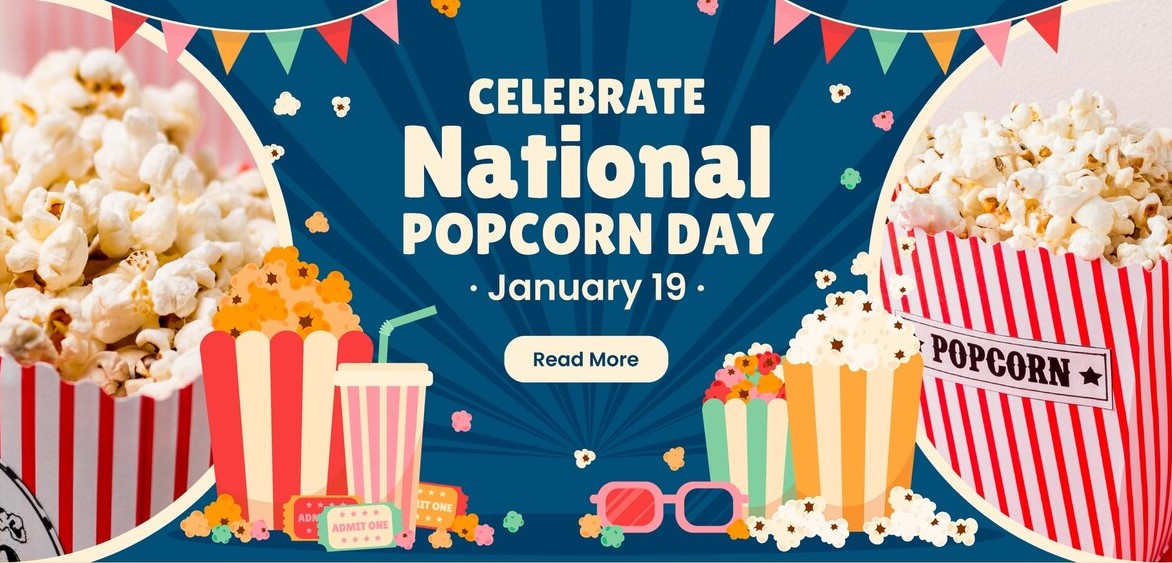 CELEBRATE
National
POPCORN DAY
· January 19 ·
Read More
POPCORN ★
ADMIT ONE